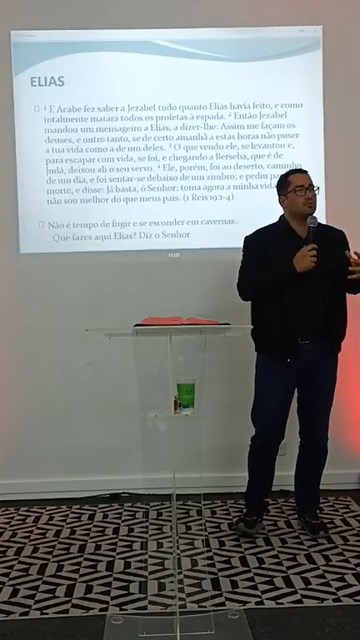 ELIAS
¹ E Acabe fez saber a Jezabel tudo quanto Elias havia feito, e como
totalmente matara todos os profetas à espada. ² Então Jezabel
mandou um mensageiro a Elias, a dizer-lhe: Assim me façam os
deuses, e outro tanto, se de certo amanhã a estas horas não puser
a tua vida como a de um deles. ³ O que vendo ele, se levantou e,
para escapar com vida, se foi, e chegando a Berseba, que é de
Judá, deixou ali o seu servo. ⁴ Ele, porém, foi ao deserto, caminho
de um dia, e foi sentar-se debaixo de um zimbro; e pediu
morte, e disse: Já basta, ó Senhor; toma agora a minha vida
não sou melhor do que meus pais. (1 Reis 19:1-4)
Não é tempo de fugir e se esconder em cavernas:
Que fazes aqui Elias? Diz o Senhor